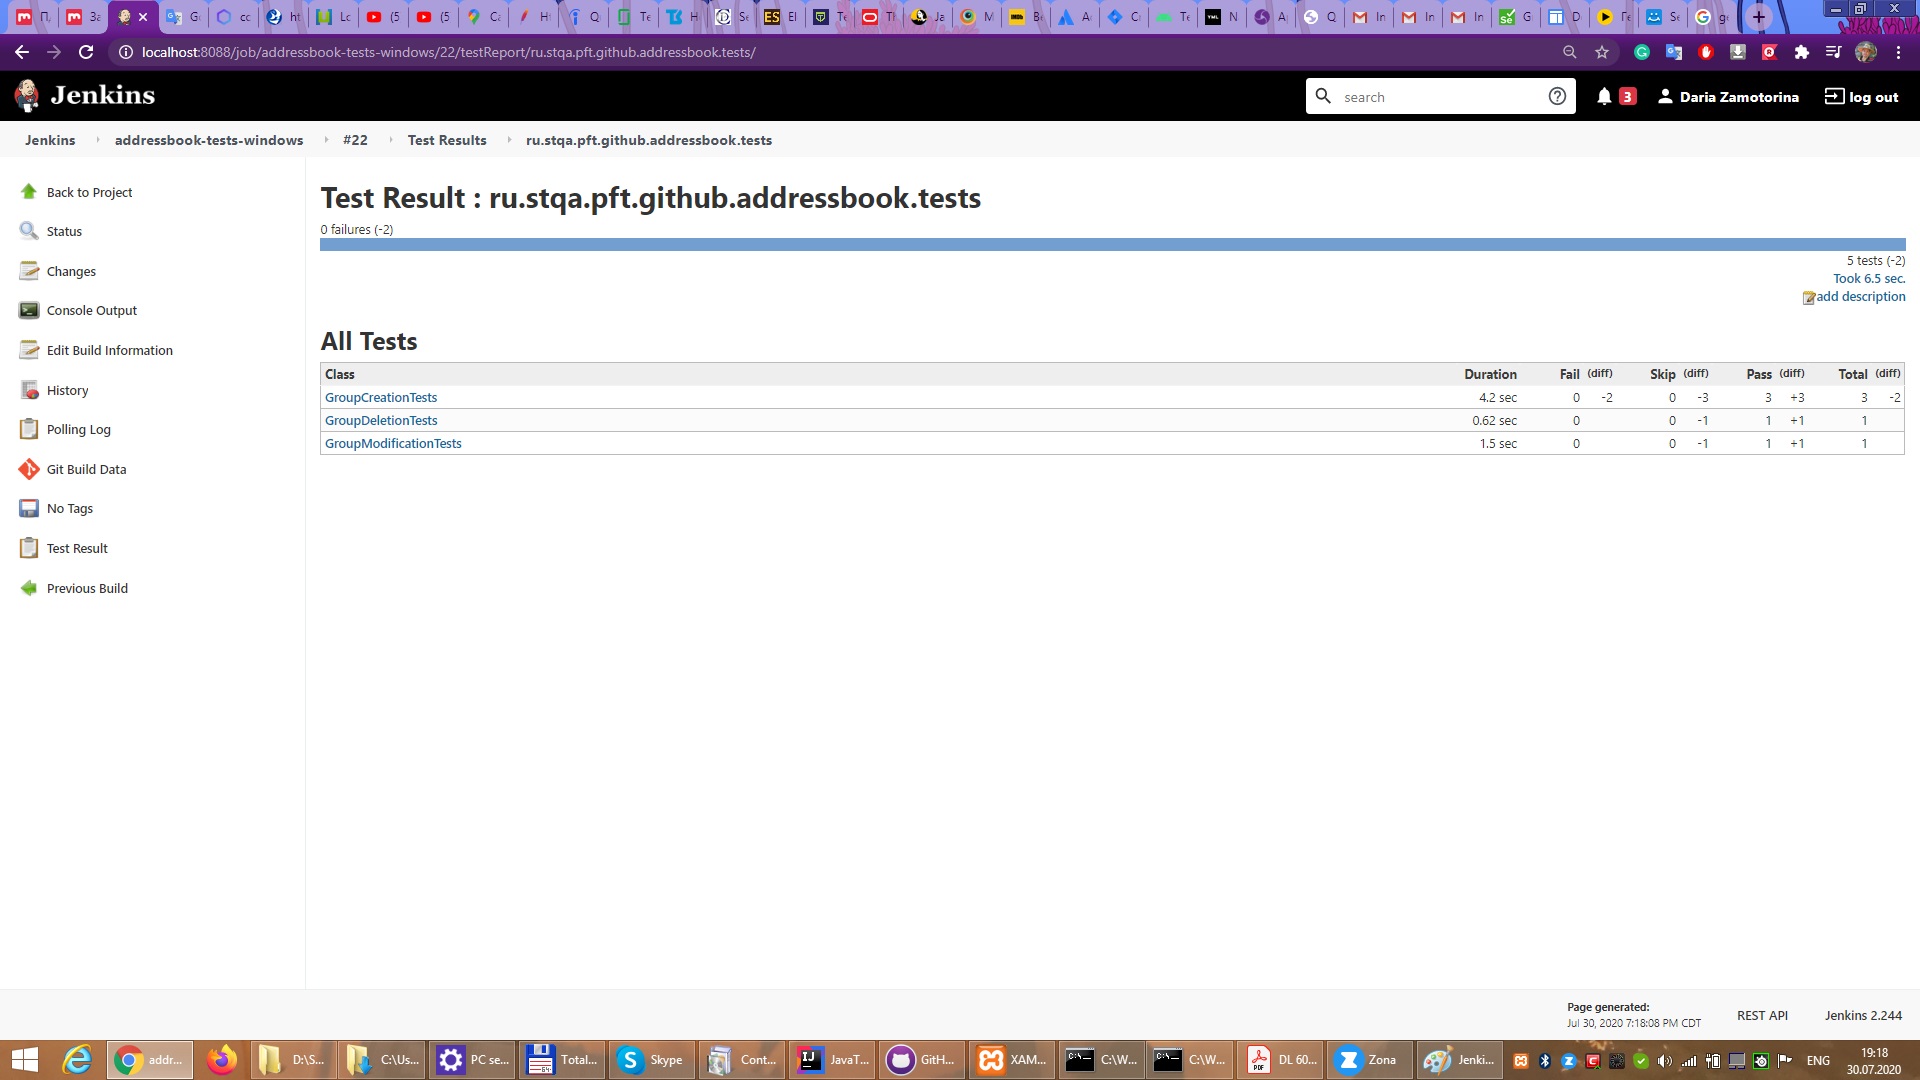 localhost:8088/job/addressbook-tests-windows/22/testReport/ru.stqa.pft.github.addressbook.tests/
Jenkins
search
3
Daria Zamotorina
log out
Jenkins
addressbook-tests-windows
#22
Test Results
ru.stqa.pft.github.addressbook.tests
Back to Project
Status
Changes
Console Output
Edit Build Information
History
Polling Log
Git Build Data
No Tags
Test Result
Previous Build
Test Result : ru.stqa.pft.github.addressbook.tests
0 failures (-2)
5 tests (-2)
Took 6.5 sec.
add description
All Tests
Class Duration Fail (diff) Skip (diff) Pass (diff) Total (diff)
GroupCreationTests 4.2 sec 0 -2 0 -3 3 +3 3 -2
GroupDeletionTests 0.62 sec 0 0 -1 1 +1 1
GroupModificationTests 1.5 sec 0 0 -1 1 +1 1
Page generated:
Jul 30, 2020 7:18:08 PM CDT
REST API
Jenkins 2.244
addr...
D:\S...
C:\Us...
PC se...
Total...
Skype
Cont...
JavaT...
GitH...
XAM...
C:\W...
C:\W...
DL 60...
Zona
Jenki...
ENG
19:18
30.07.2020